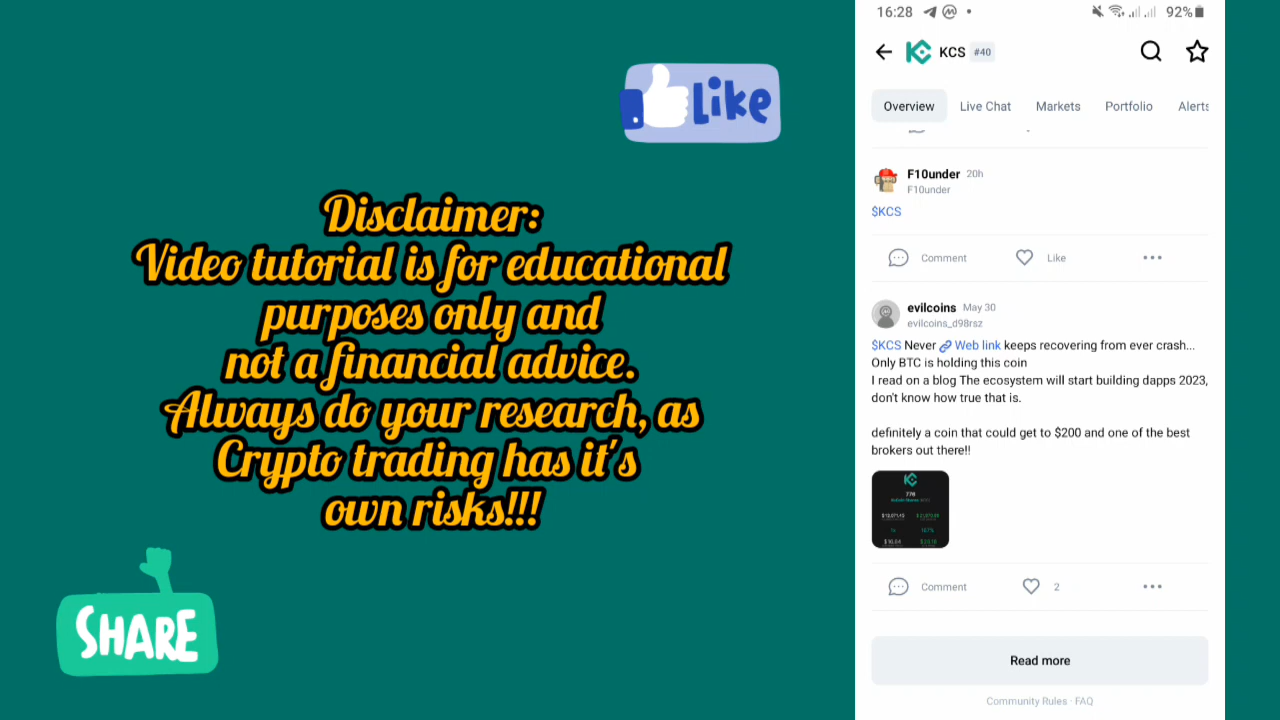 Like
Disclaimer:
Video tutorial is for educational
purposes only and
not a financial advice.
Always do your research, as
Crypto trading has it's
own risks!!!
SHARE
16:28
92%
KCS #40
Overview Live Chat Markets Portfolio Alerts
F10under 20h
F10under
$KCS
Comment Like
evilcoins May 30
evilcoins_d98rsz
$KCS Never Web link keeps recovering from ever crash...
Only BTC is holding this coin
I read on a blog The ecosystem will start building dapps 2023,
don't know how true that is.
definitely a coin that could get to $200 and one of the best
brokers out there!!
776
Comment 2
Read more
Community Rules · FAQ